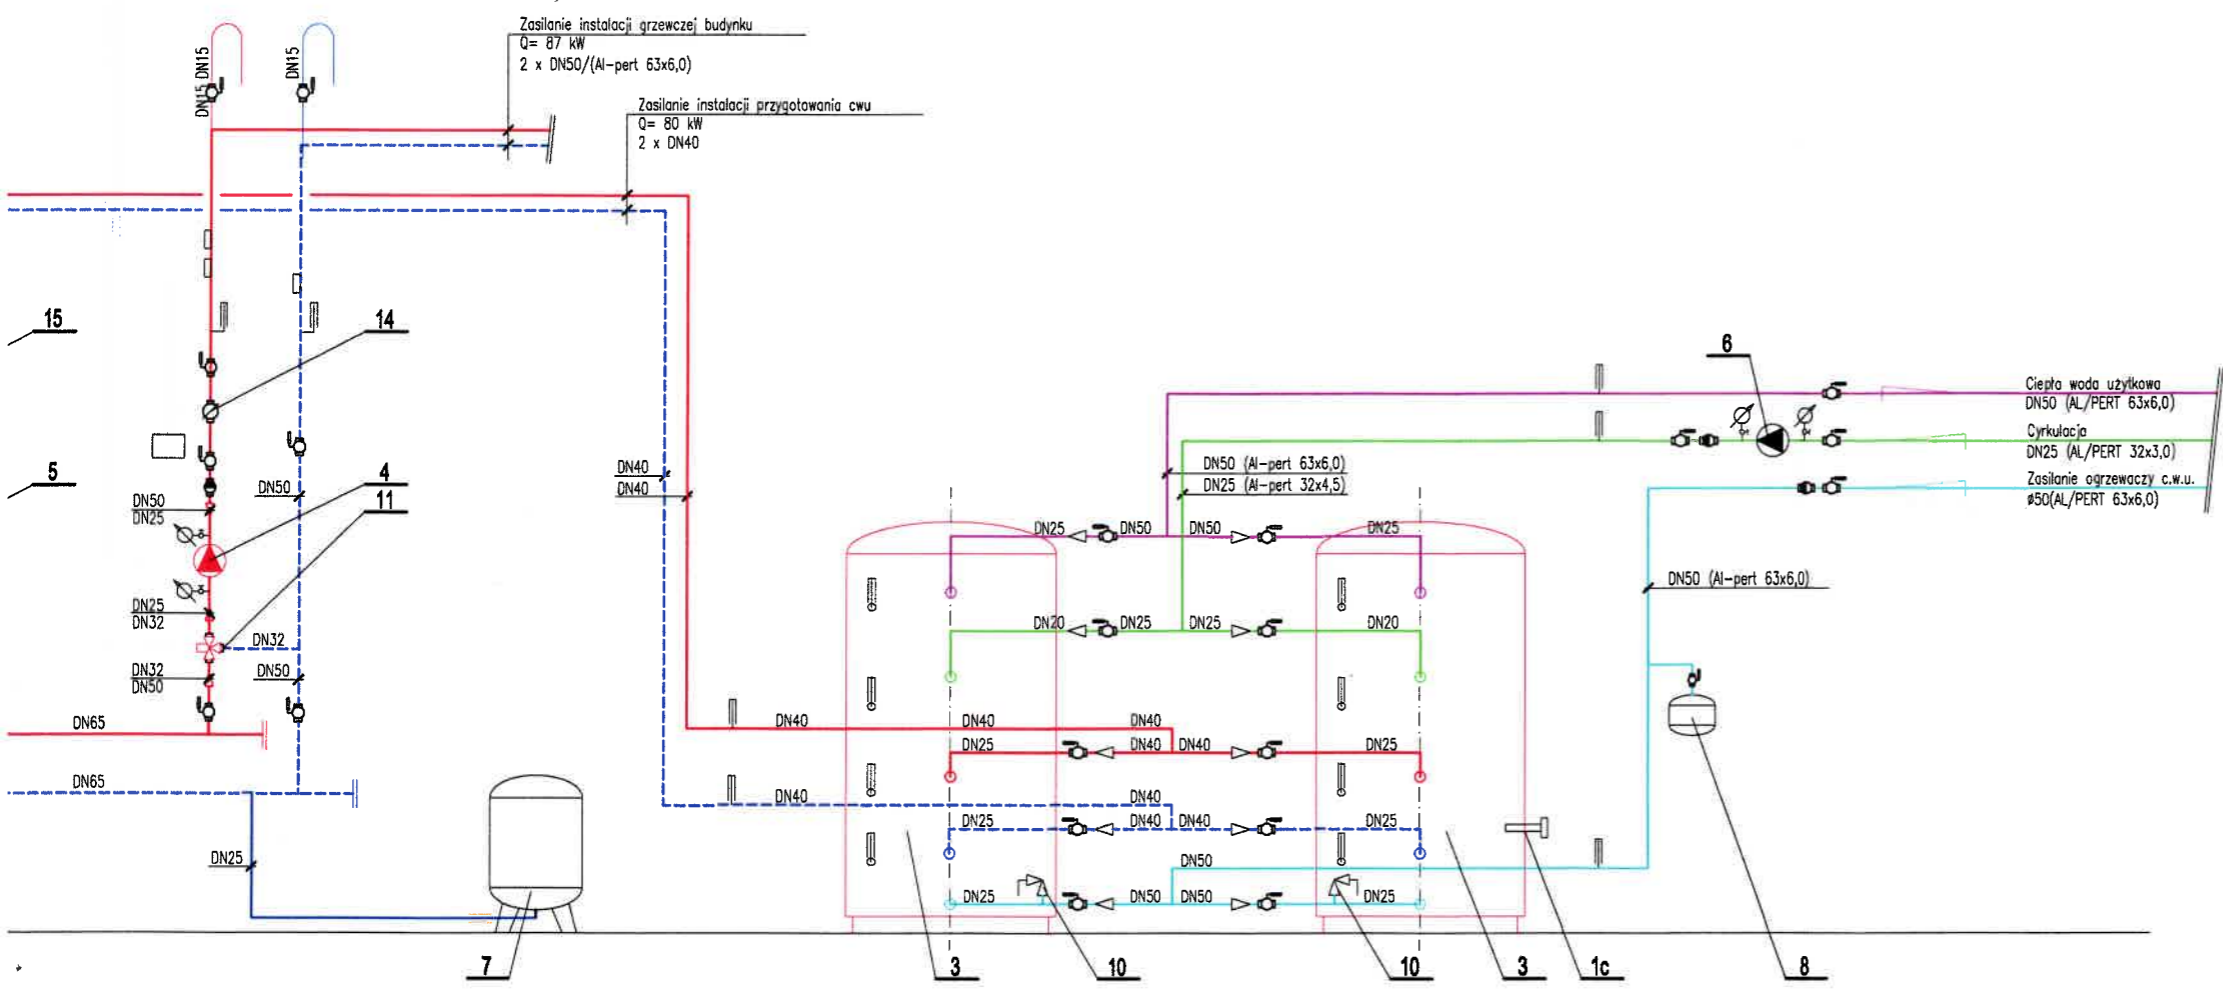 Zasilanie instalacji grzewczej budynku
Q= 87 kW
2 x DN50/(Al-pert 63x6,0)
Zasilanie instalacji przygotowania cwu
Q= 80 kW
2 x DN40
DN15
DN15
DN15
15
14
5
4
11
DN50
DN25
DN50
DN25
DN32
DN32
DN32
DN50
DN50
DN65
DN65
DN25
7
DN40
DN40
6
Ciepła woda użytkowa
DN50 (AL/PERT 63x6,0)
Cyrkulacja
DN25 (AL/PERT 32x3,0)
Zasilanie ogrzewaczy c.w.u.
ø50(AL/PERT 63x6,0)
DN50 (Al-pert 63x6,0)
DN25 (Al-pert 32x4,5)
DN25 DN50 DN50 DN25
DN50 (Al-pert 63x6,0)
DN20 DN25 DN25 DN20
DN40 DN40 DN40
DN25 DN40 DN40 DN25
DN40 DN40
DN25 DN40 DN40 DN25
DN50
DN25 DN50 DN50 DN25
3
10
10
3
1c
8